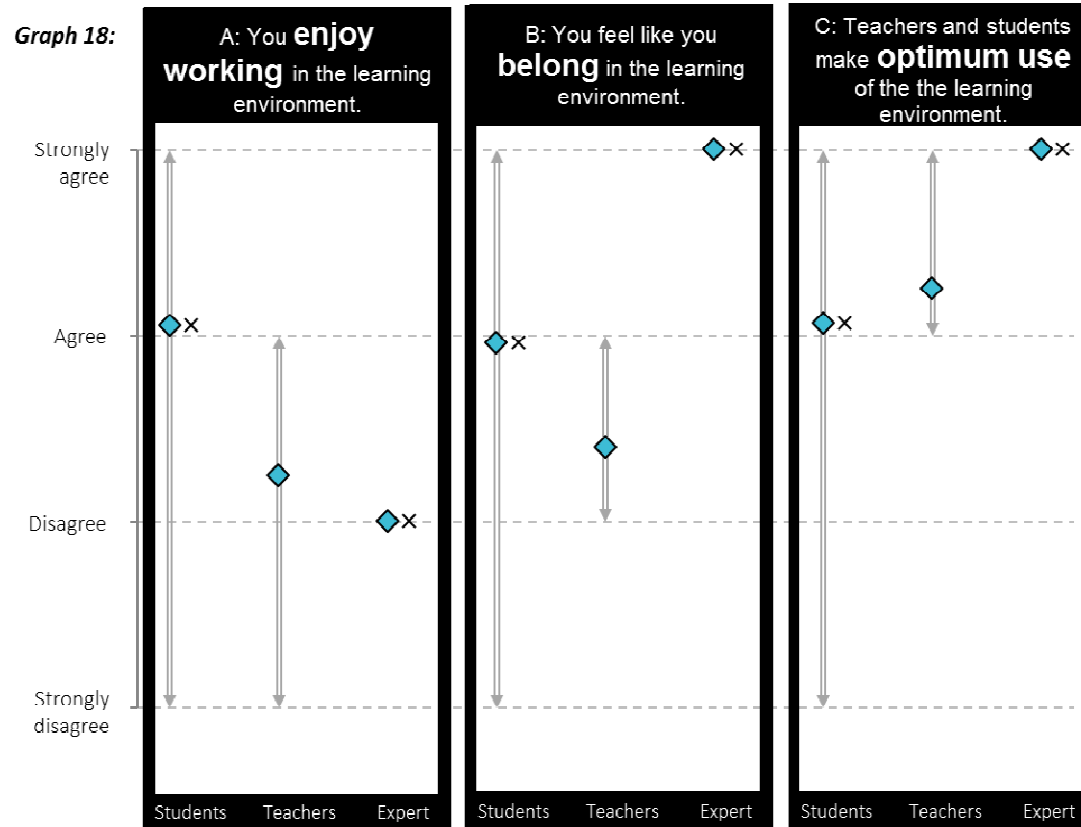 Graph 18:
A: You enjoy
working in the learning
environment.
B: You feel like you
belong in the learning
environment.
C: Teachers and students
make optimum use
of the the learning
environment.
Strongly
agree
Agree
Disagree
Strongly
disagree
Students Teachers Expert
Students Teachers Expert
Students Teachers Expert